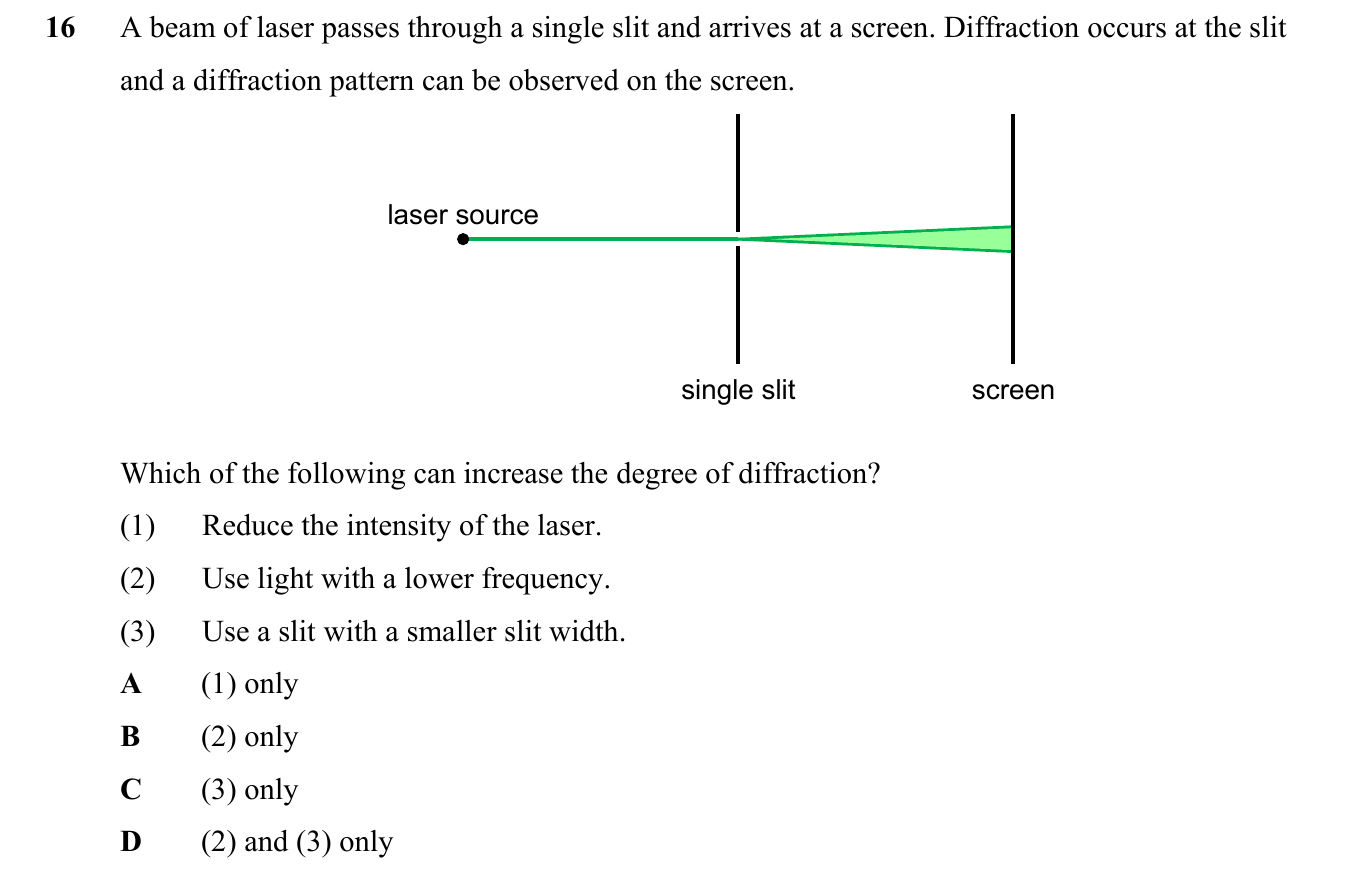 16 A beam of laser passes through a single slit and arrives at a screen. Diffraction occurs at the slit
and a diffraction pattern can be observed on the screen.
laser source
single slit screen
Which of the following can increase the degree of diffraction?
(1) Reduce the intensity of the laser.
(2) Use light with a lower frequency.
(3) Use a slit with a smaller slit width.
A (1) only
B (2) only
C (3) only
D (2) and (3) only